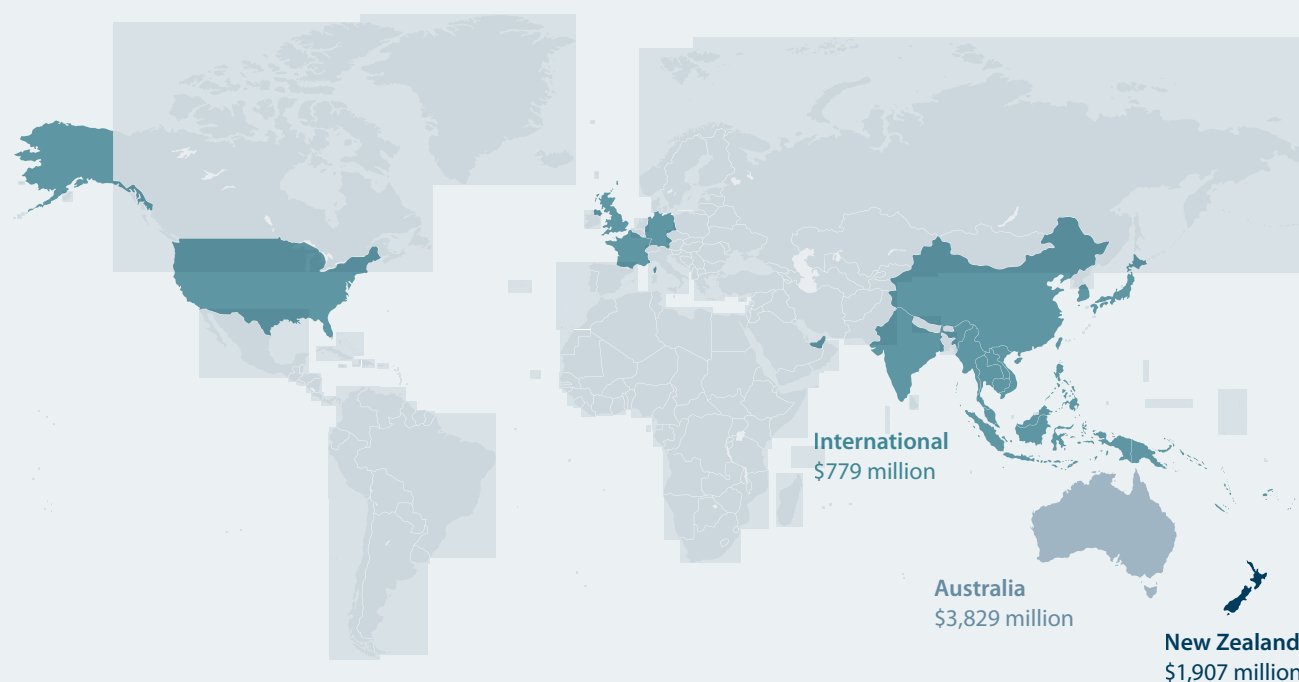 International
$779 million
Australia
$3,829 million
New Zealand
$1,907 million